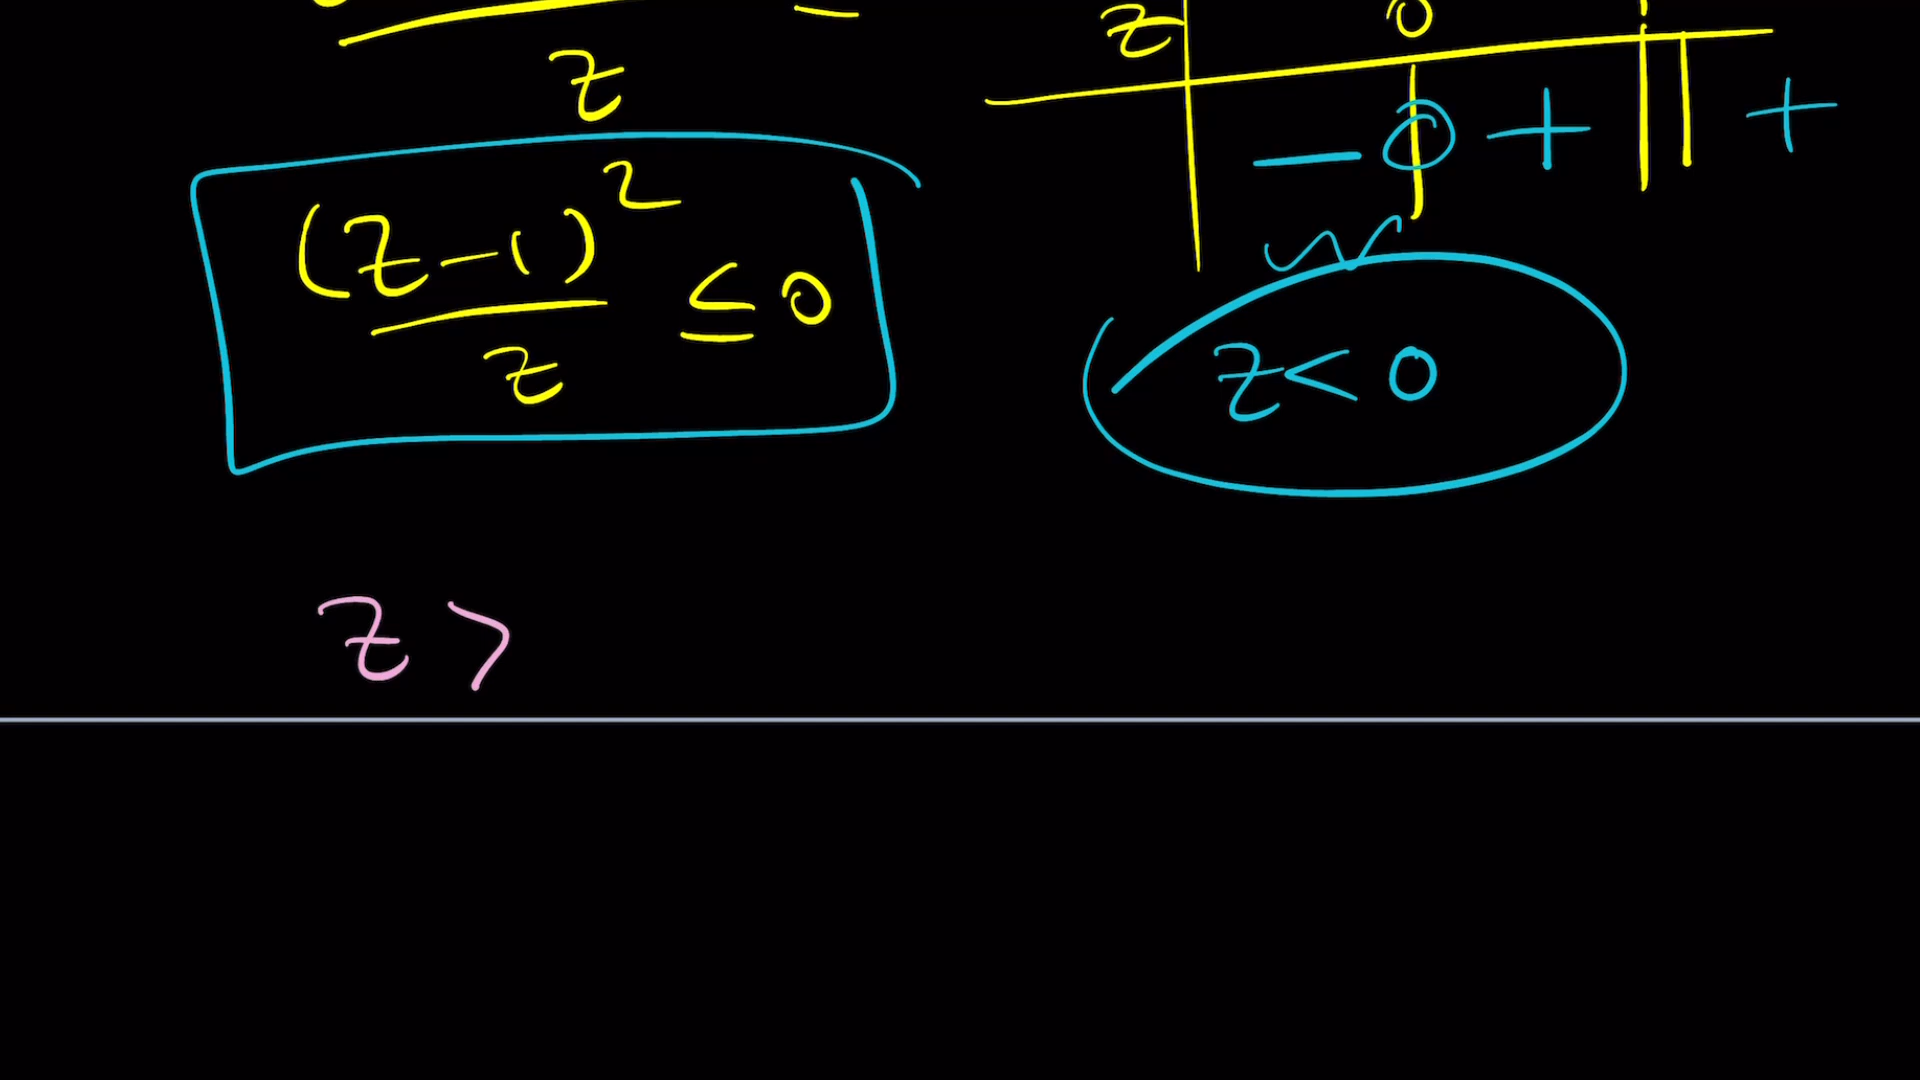 z
z 0
- 0 + +
(z-1)²/z ≤ 0
z < 0
z >